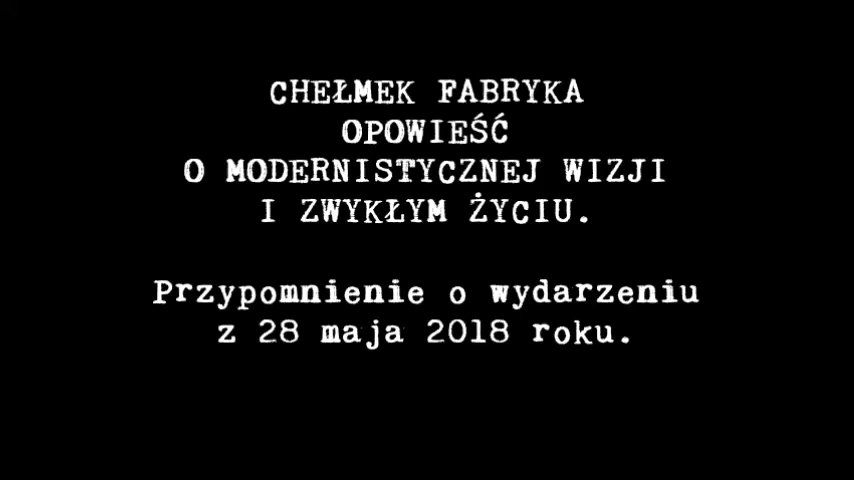 CHEŁMEK FABRYKA
OPOWIEŚĆ
O MODERNISTYCZNEJ WIZJI
I ZWYKŁYM ŻYCIU.
Przypomnienie o wydarzeniu
z 28 maja 2018 roku.